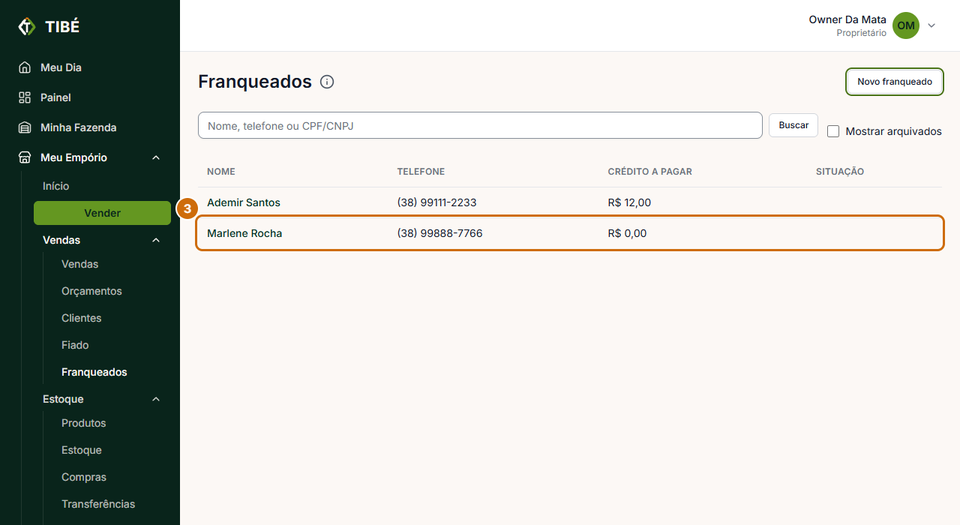 TIBÉ
Meu Dia
Painel
Minha Fazenda
Meu Empório
Início
Vender
Vendas
Vendas
Orçamentos
Clientes
Fiado
Franqueados
Estoque
Produtos
Estoque
Compras
Transferências
Owner Da Mata
Proprietário
OM
Franqueados
Novo franqueado
Nome, telefone ou CPF/CNPJ
Buscar
Mostrar arquivados
NOME TELEFONE CRÉDITO A PAGAR SITUAÇÃO
Ademir Santos (38) 99111-2233 R$ 12,00
3
Marlene Rocha (38) 99888-7766 R$ 0,00